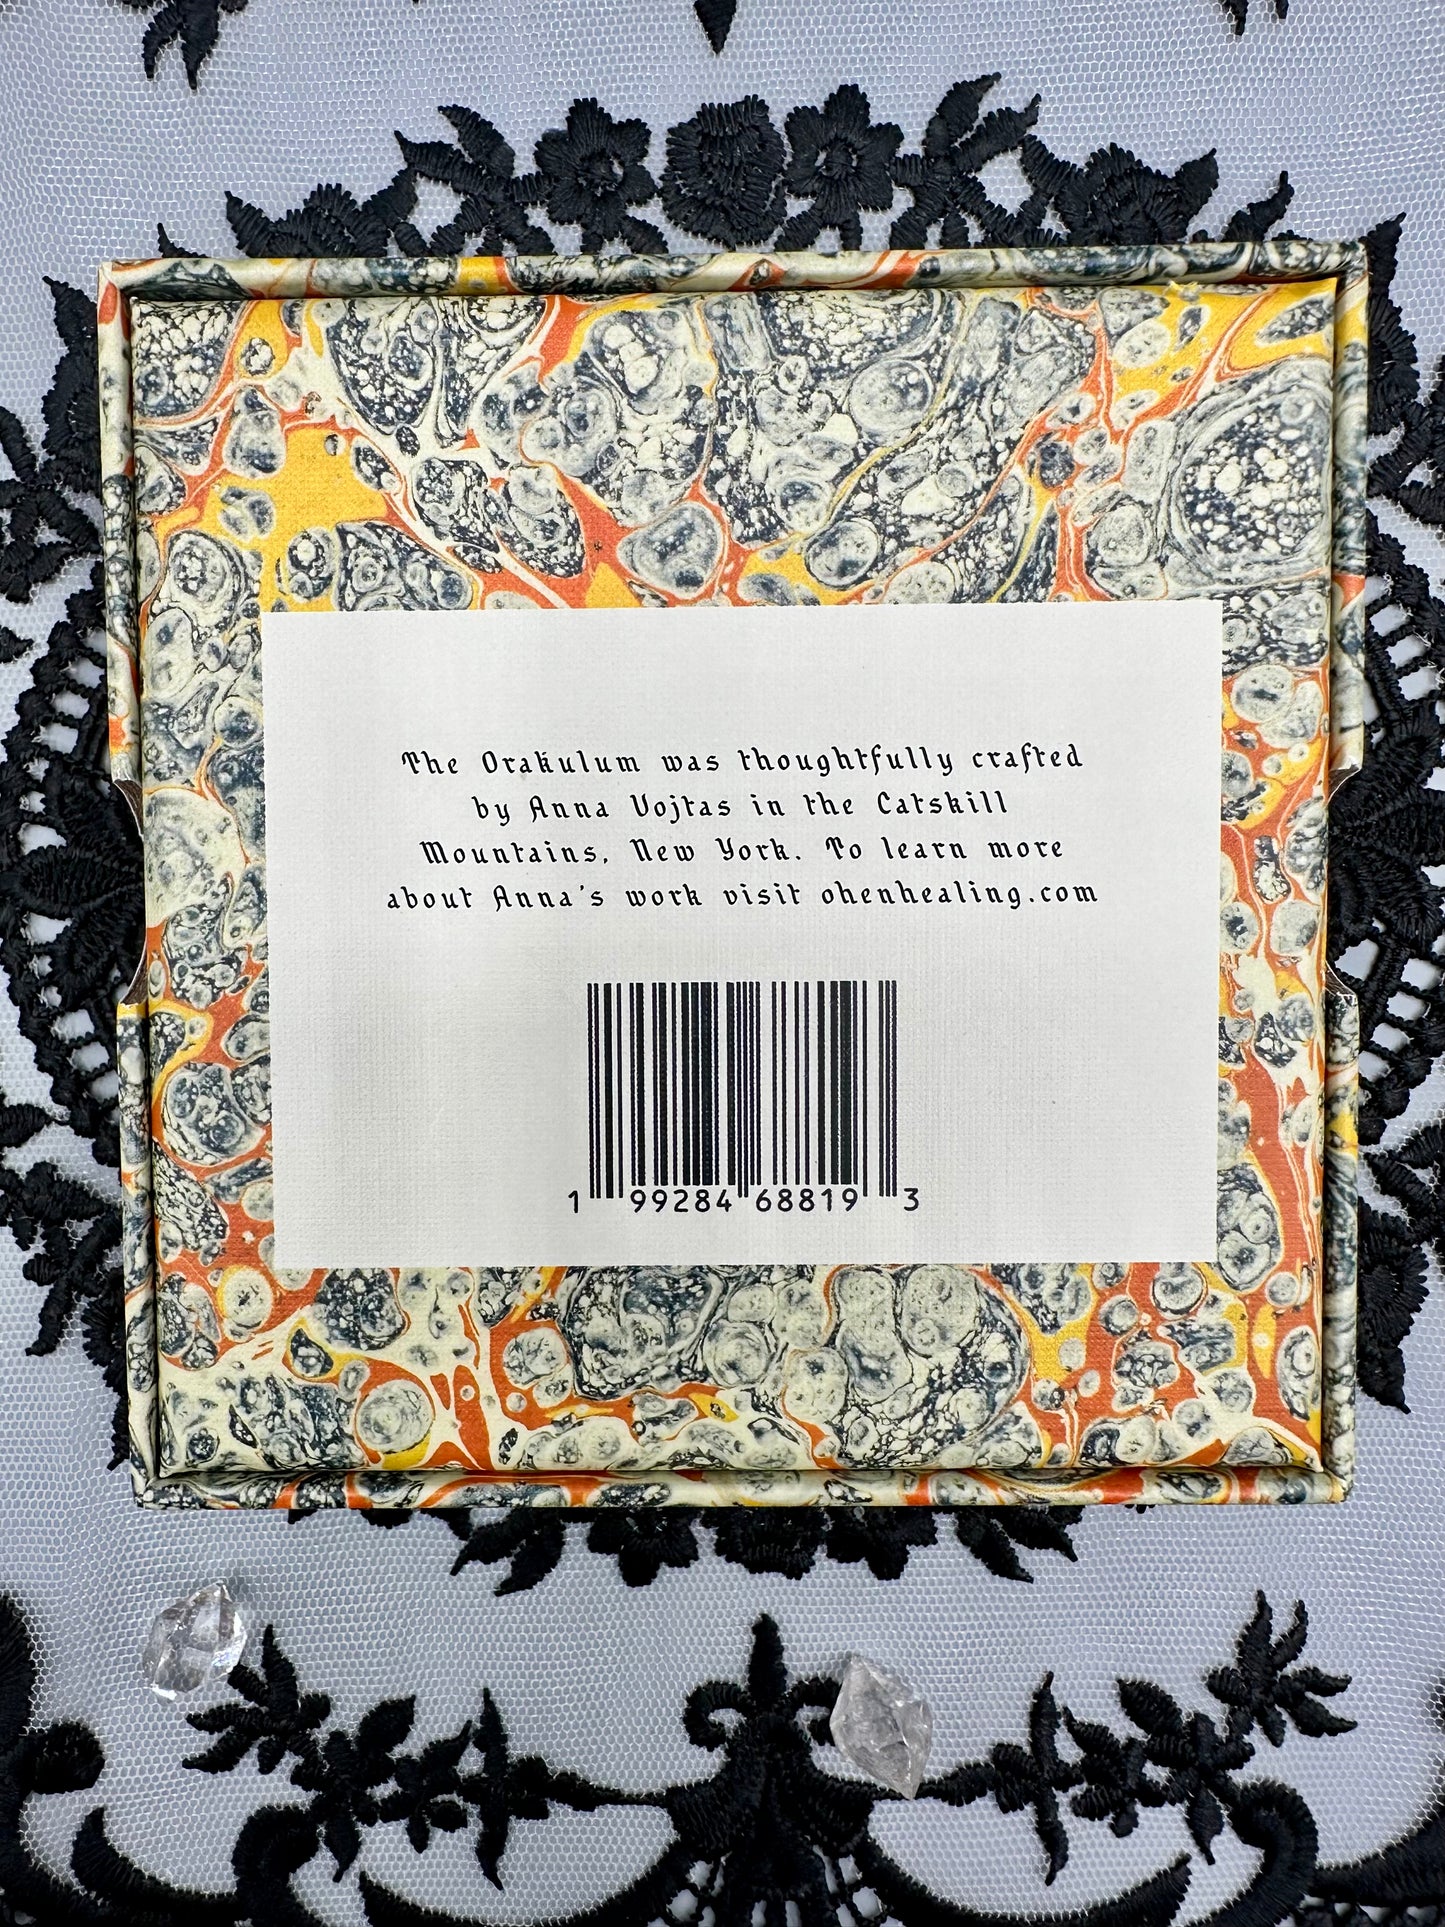 The Orakulum was thoughtfully crafted
by Anna Vojtas in the Catskill
Mountains, New York. To learn more
about Anna's work visit ohenhealing.com
1 99284 68819 3